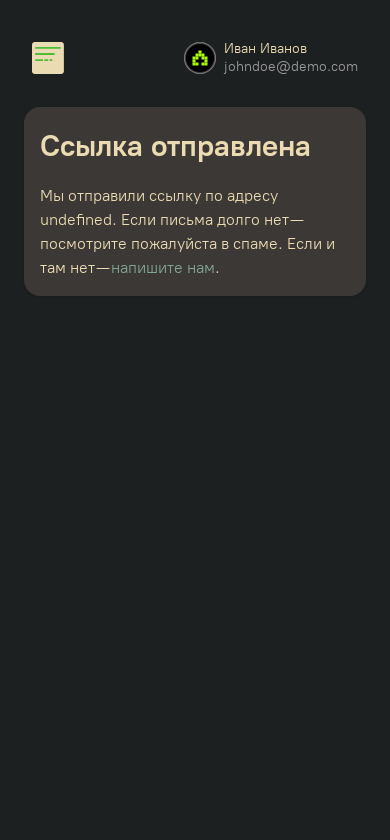 Иван Иванов
johndoe@demo.com
Ссылка отправлена
Мы отправили ссылку по адресу
undefined. Если письма долго нет—
посмотрите пожалуйста в спаме. Если и
там нет—напишите нам.